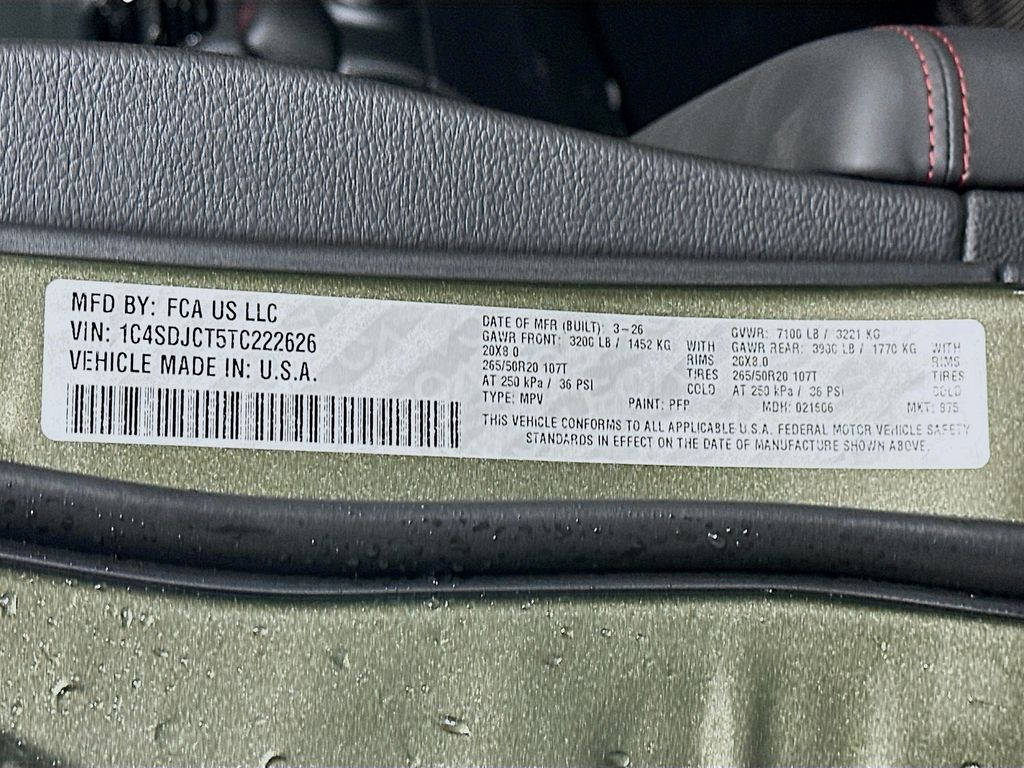 MFD BY: FCA US LLC
VIN: 1C4SDJCT5TC222626
VEHICLE MADE IN: U.S.A.
DATE OF MFR (BUILT): 3-26
GAWR FRONT: 3200 LB / 1452 KG WITH
20X8.0 RIMS
265/50R20 107T TIRES
AT 250 kPa / 36 PSI COLD
TYPE: MPV PAINT: PFP
GVWR: 7100 LB / 3221 KG
GAWR REAR: 3900 LB / 1770 KG WITH
20X8.0 RIMS
265/50R20 107T TIRES
AT 250 kPa / 36 PSI COLD
MDH: 021506 MKT: 975
THIS VEHICLE CONFORMS TO ALL APPLICABLE U.S.A. FEDERAL MOTOR VEHICLE SAFETY
STANDARDS IN EFFECT ON THE DATE OF MANUFACTURE SHOWN ABOVE.